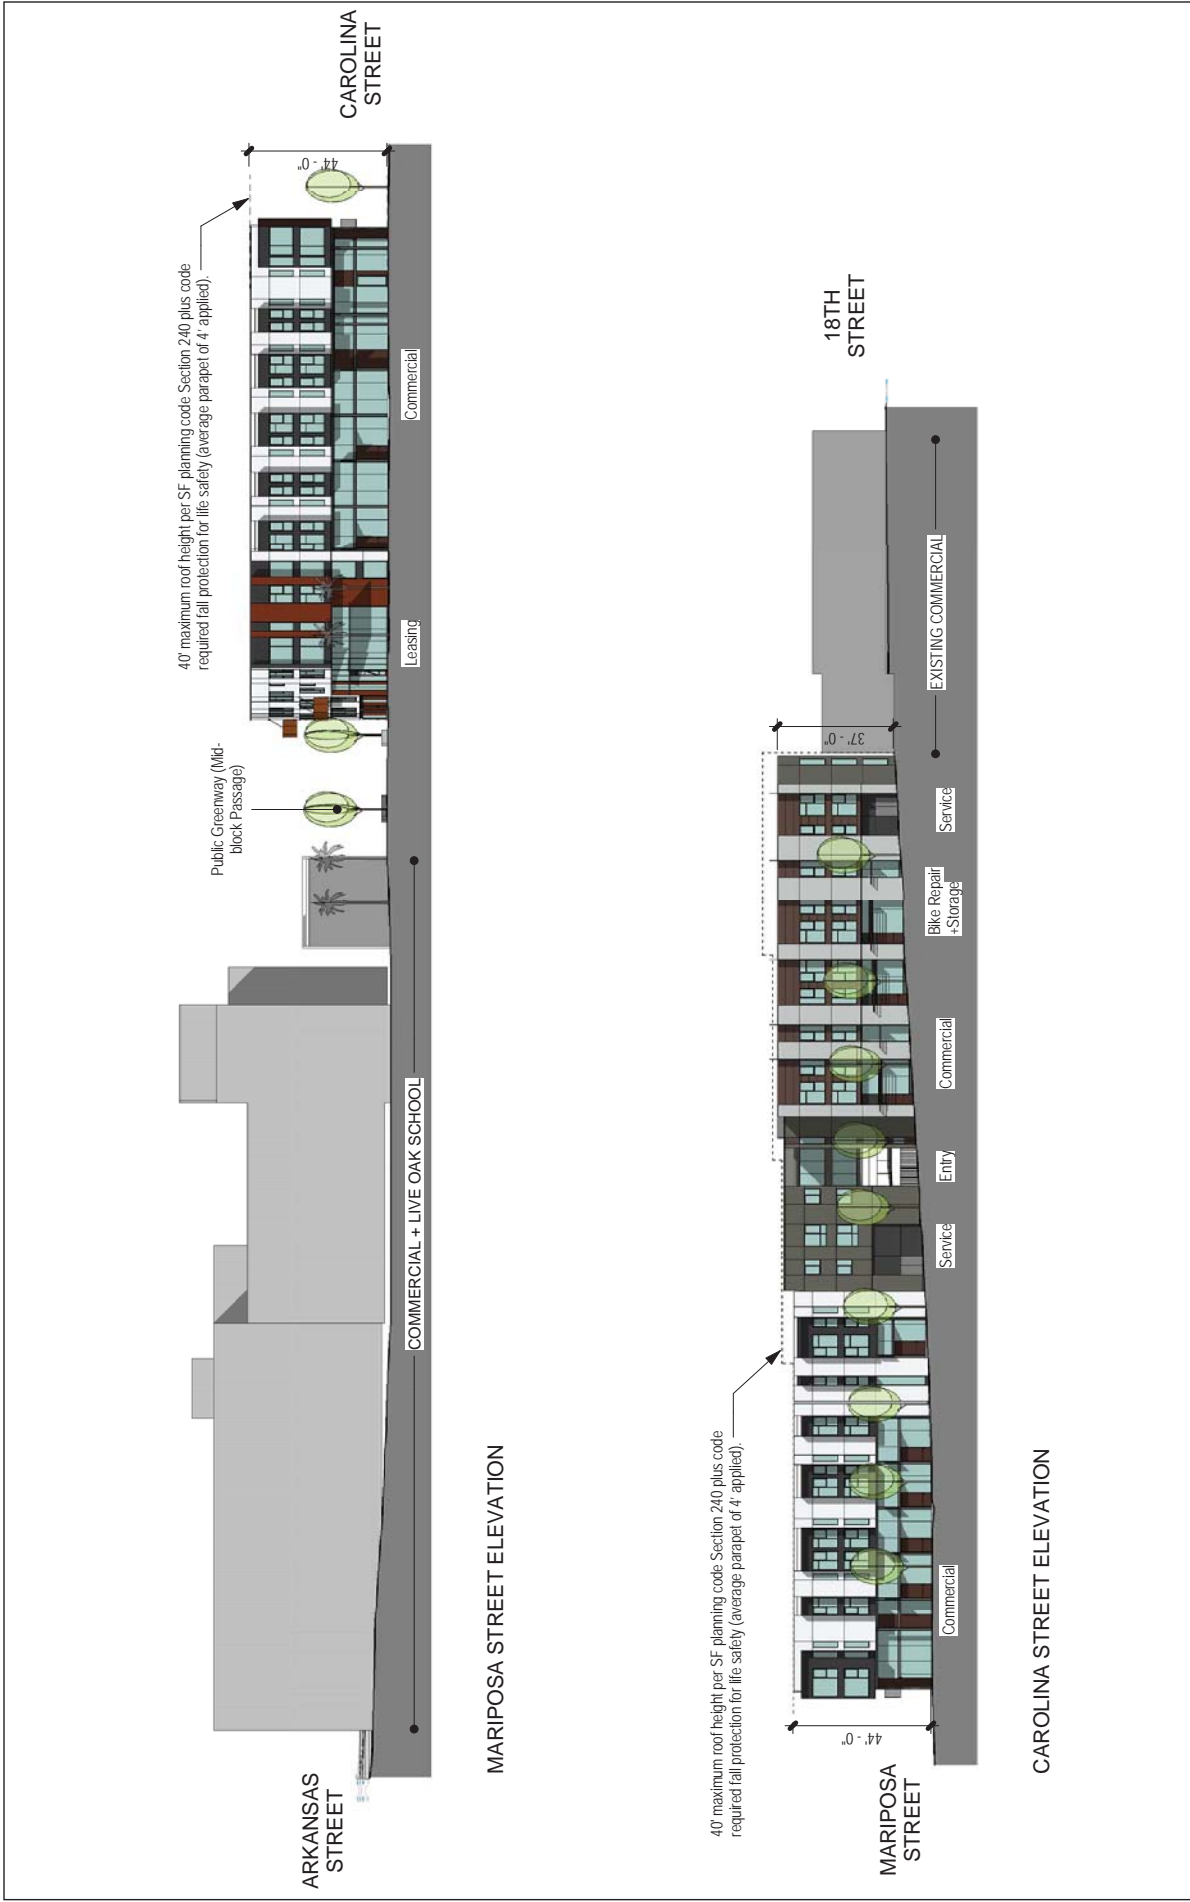 CAROLINA
STREET
44' - 0"
40' maximum roof height per SF planning code Section 240 plus code
required fall protection for life safety (average parapet of 4' applied).
Commercial
Leasing
Public Greenway (Mid-
block Passage)
COMMERCIAL + LIVE OAK SCHOOL
ARKANSAS
STREET
MARIPOSA STREET ELEVATION
18TH
STREET
EXISTING COMMERCIAL
37' - 0"
Service
Bike Repair
+Storage
Commercial
Entry
Service
Commercial
40' maximum roof height per SF planning code Section 240 plus code
required fall protection for life safety (average parapet of 4' applied).
44' - 0"
MARIPOSA
STREET
CAROLINA STREET ELEVATION